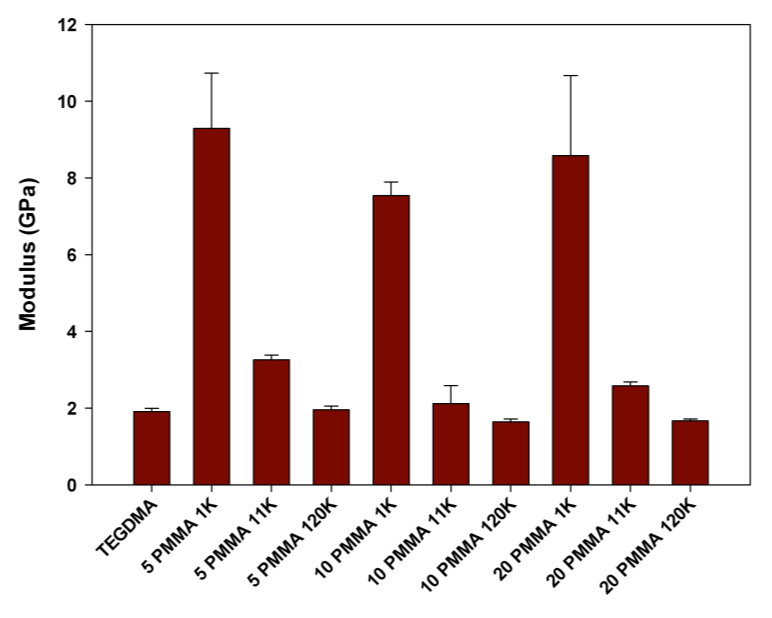 12
10
8
6
4
2
0
Modulus (GPa)
TEGDMA
5 PMMA 1K
5 PMMA 11K
5 PMMA 120K
10 PMMA 1K
10 PMMA 11K
10 PMMA 120K
20 PMMA 1K
20 PMMA 11K
20 PMMA 120K